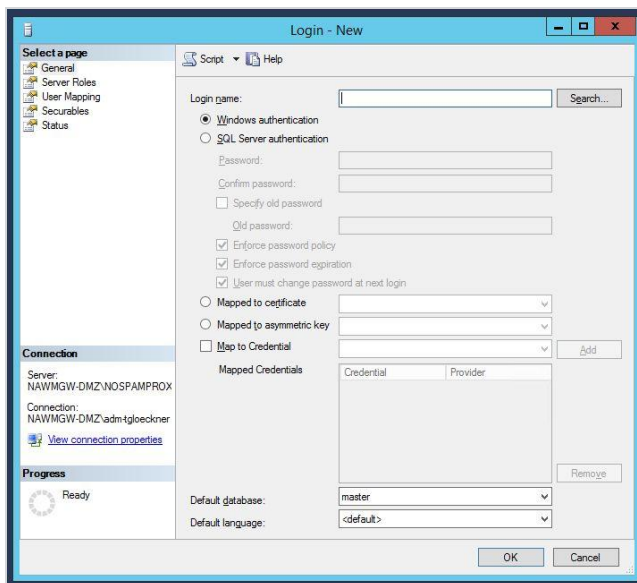 Login - New
Select a page
General
Server Roles
User Mapping
Securables
Status
Script
Help
Login name:
Search...
Windows authentication
SQL Server authentication
Password:
Confirm password:
Specify old password
Old password:
Enforce password policy
Enforce password expiration
User must change password at next login
Mapped to certificate
Mapped to asymmetric key
Map to Credential
Add
Mapped Credentials
Credential Provider
Remove
Default database: master
Default language: <default>
Connection
Server:
NAWMGW-DMZ\NOSPAMPROX
Connection:
NAWMGW-DMZ\adm-tgloeckner
View connection properties
Progress
Ready
OK
Cancel